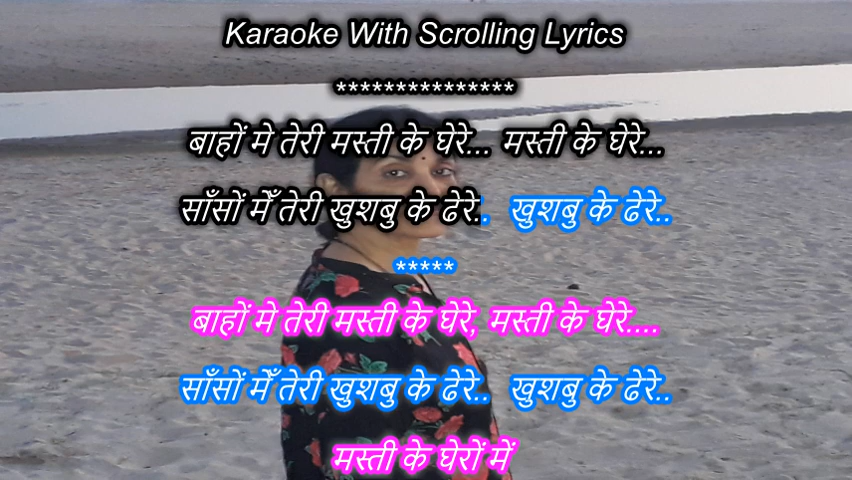 Karaoke With Scrolling Lyrics
***************
बाहों मे तेरी मस्ती के घेरे... मस्ती के घेरे...
साँसों मेँ तेरी खुशबु के ढेरे.. खुशबु के ढेरे..
*****
बाहों मे तेरी मस्ती के घेरे, मस्ती के घेरे....
साँसों मेँ तेरी खुशबु के ढेरे.. खुशबु के ढेरे..
मस्ती के घेरों में